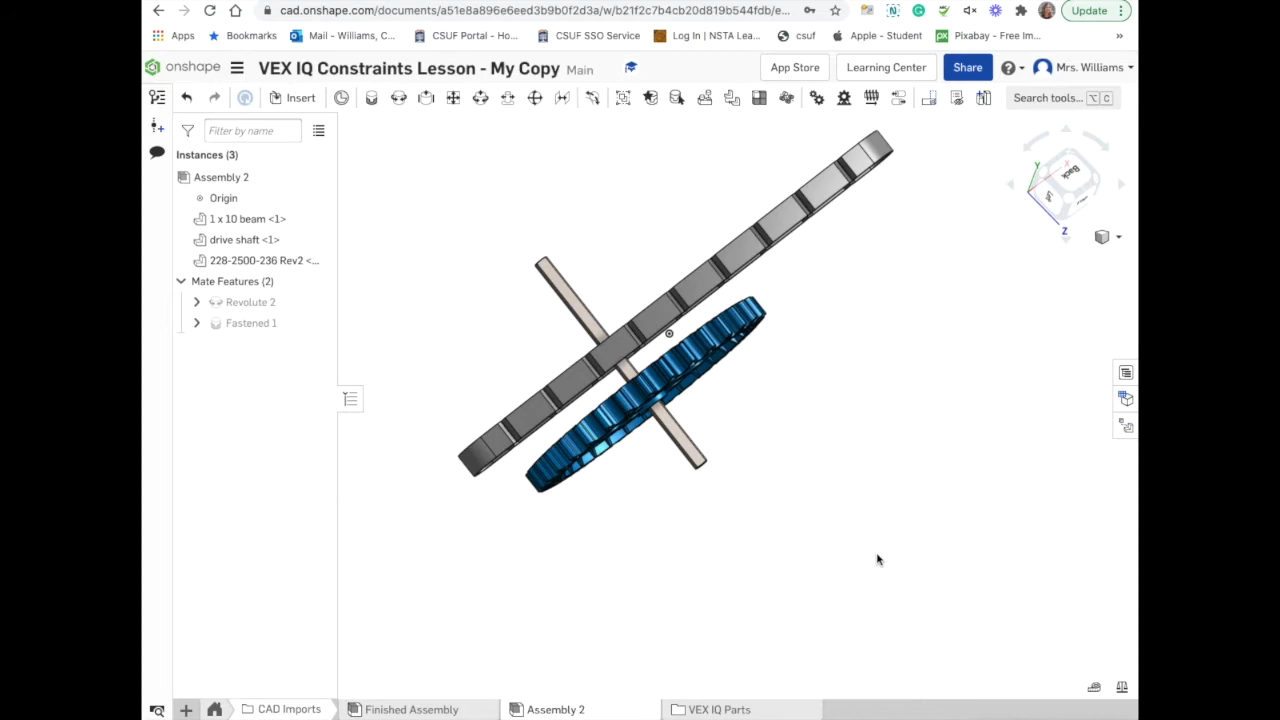 cad.onshape.com/documents/a51e8a896e6eed3b9b0f2d3a/w/b21f2c7b4cb20d819b544fdb/e...
Update
Apps
Bookmarks
Mail - Williams, C...
CSUF Portal - Ho...
CSUF SSO Service
Log In | NSTA Lea...
csuf
Apple - Student
Pixabay - Free Im...
»
onshape
VEX IQ Constraints Lesson - My Copy
Main
App Store
Learning Center
Share
Mrs. Williams
Insert
Search tools...
⌥ C
Filter by name
Instances (3)
Assembly 2
Origin
1 x 10 beam <1>
drive shaft <1>
228-2500-236 Rev2 <...
Mate Features (2)
Revolute 2
Fastened 1
Y
X
Back
Z
CAD Imports
Finished Assembly
Assembly 2
VEX IQ Parts